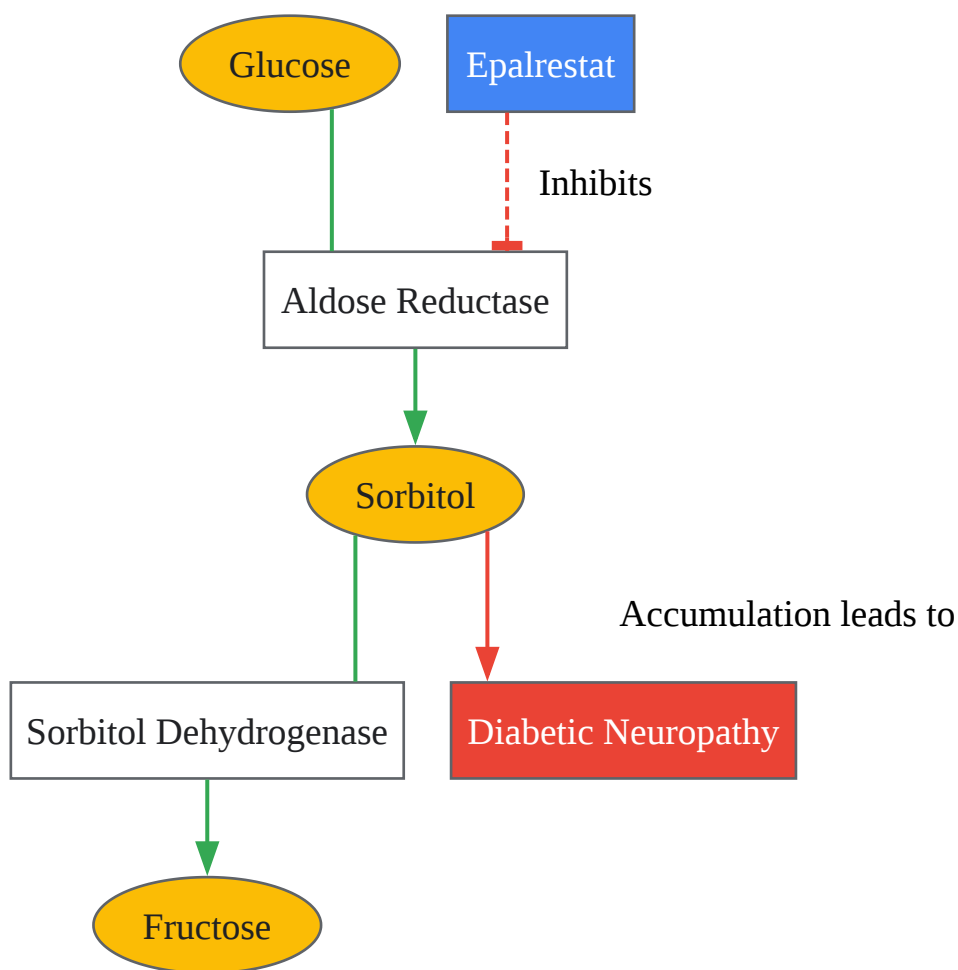 Glucose
Epalrestat
Inhibits
Aldose Reductase
Sorbitol
Accumulation leads to
Sorbitol Dehydrogenase
Diabetic Neuropathy
Fructose